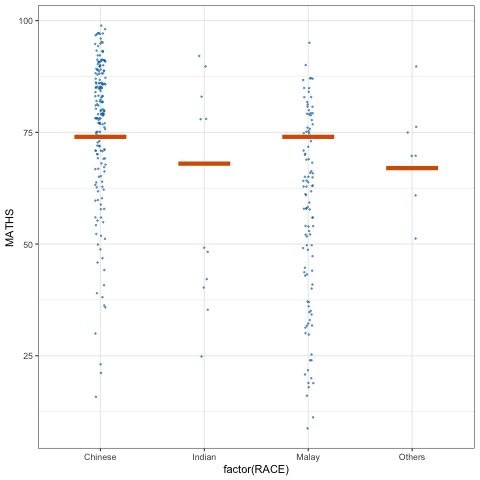 100
75
50
25
MATHS
Chinese
Indian
Malay
Others
factor(RACE)